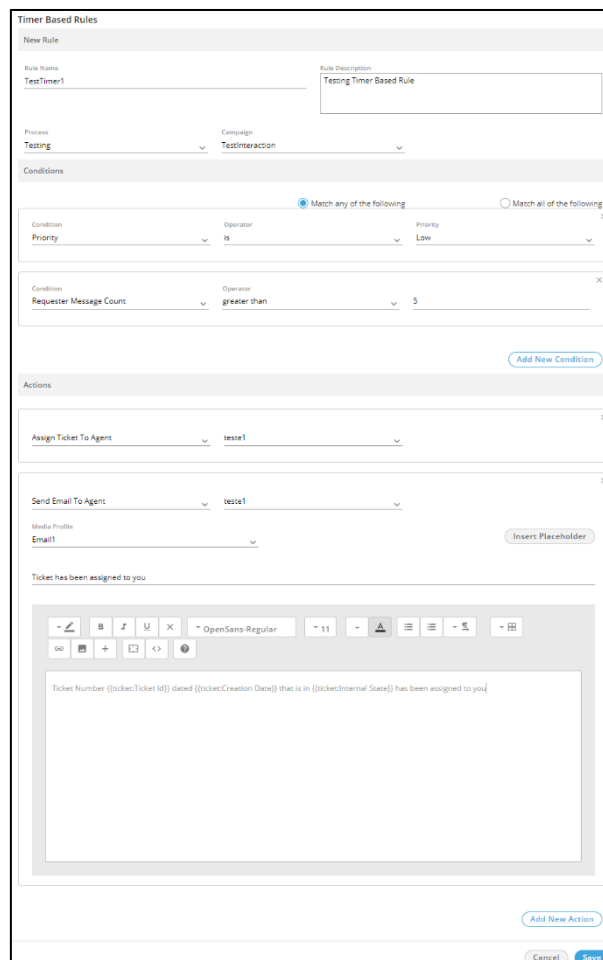 Timer Based Rules
New Rule
Rule Name
TestTimer1
Rule Description
Testing Timer Based Rule
Process
Testing
Campaign
TestInteraction
Conditions
Match any of the following
Match all of the following
Condition
Priority
Operator
is
Priority
Low
Condition
Requester Message Count
Operator
greater than
5
Add New Condition
Actions
Assign Ticket To Agent
teste1
Send Email To Agent
teste1
Media Profile
Email1
Insert Placeholder
Ticket has been assigned to you
B I U
OpenSans-Regular
11
A
Ticket Number {{ticket:Ticket Id}} dated {{ticket:Creation Date}} that is in {{ticket:Internal State}} has been assigned to you
Add New Action
Cancel
Save